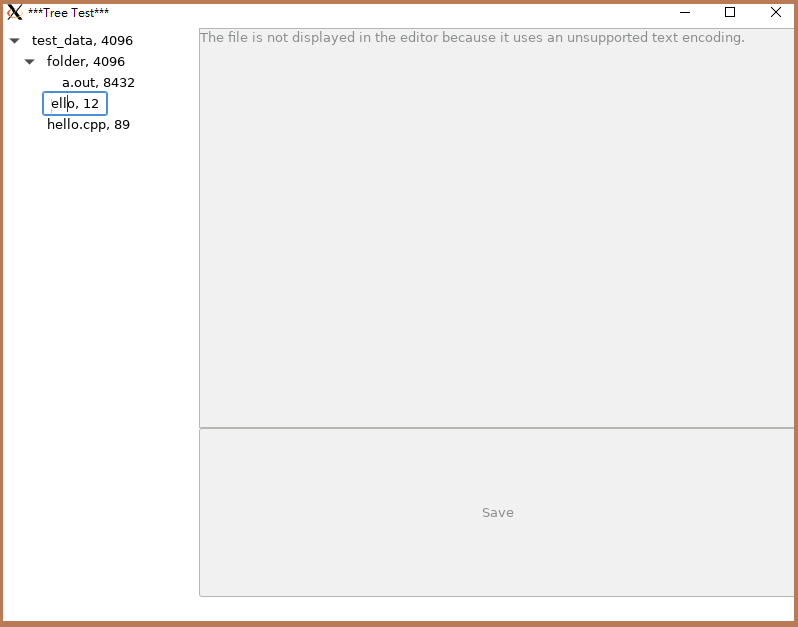 ***Tree Test***
test_data, 4096
folder, 4096
a.out, 8432
ello, 12
hello.cpp, 89
The file is not displayed in the editor because it uses an unsupported text encoding.
Save